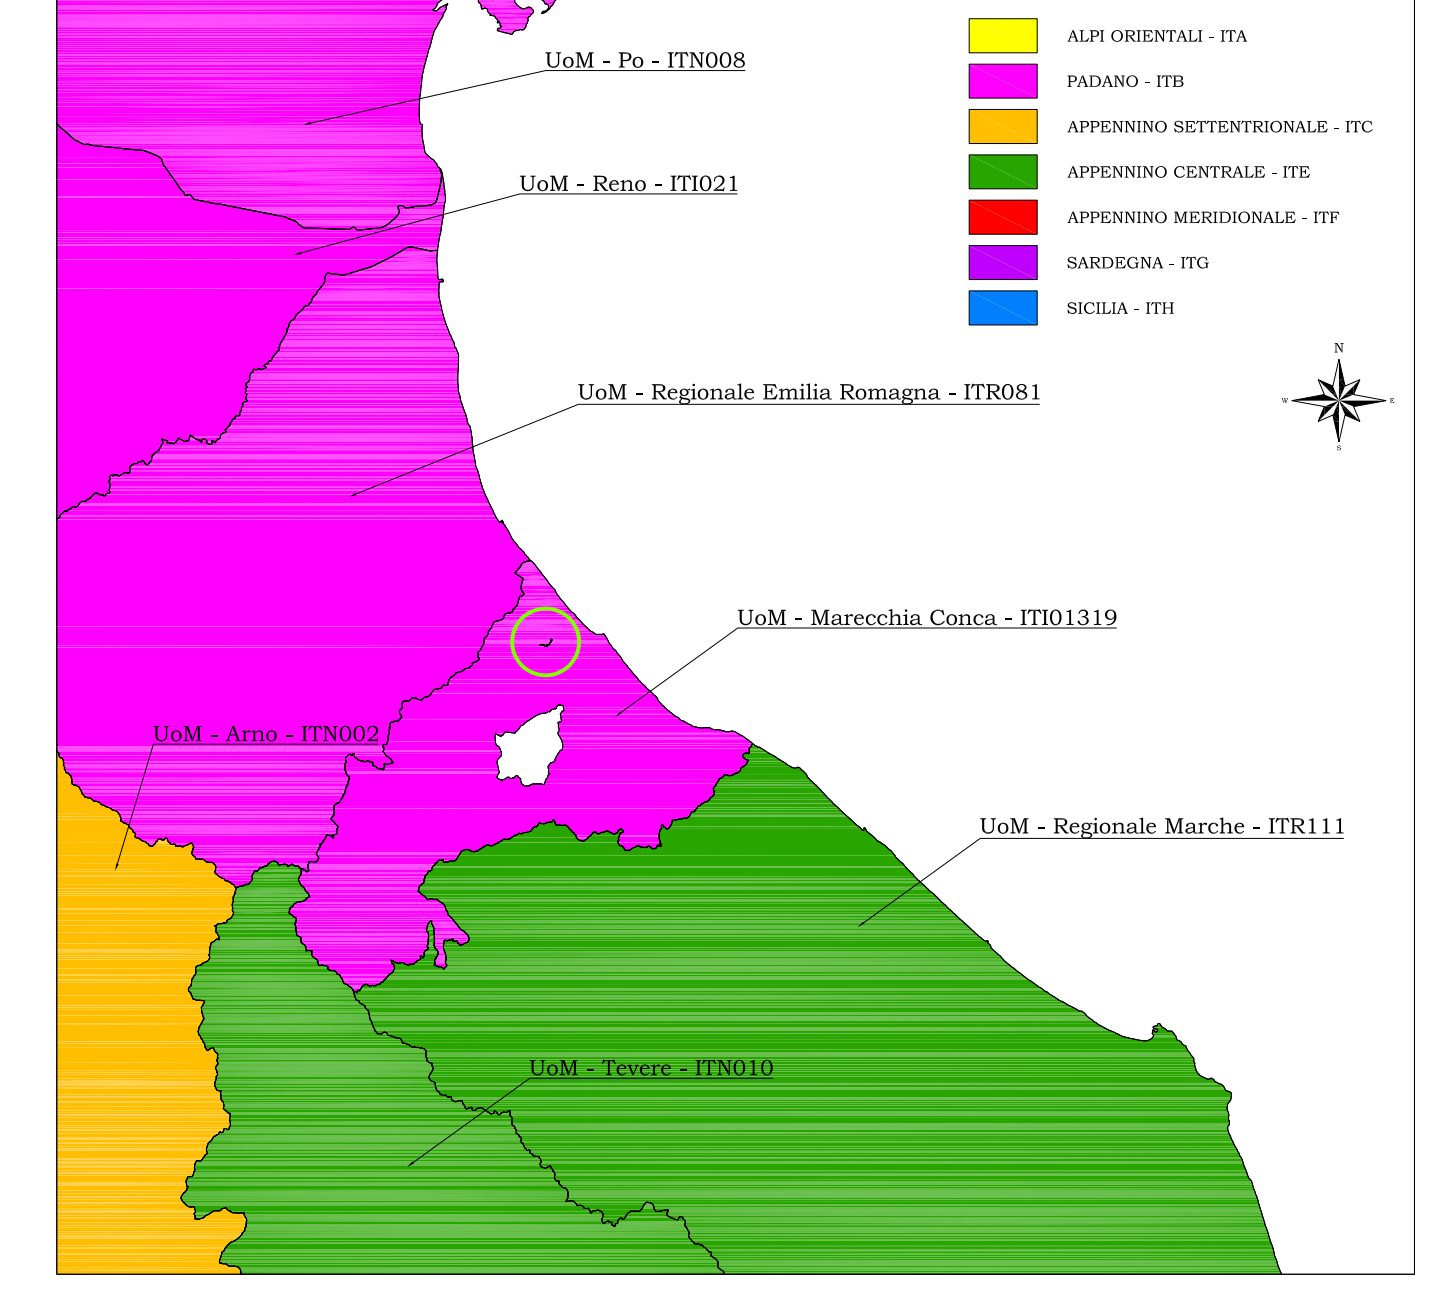 ALPI ORIENTALI - ITA
UoM - Po - ITN008
PADANO - ITB
APPENNINO SETTENTRIONALE - ITC
APPENNINO CENTRALE - ITE
UoM - Reno - ITI021
APPENNINO MERIDIONALE - ITF
SARDEGNA - ITG
SICILIA - ITH
N
W
E
S
UoM - Regionale Emilia Romagna - ITR081
UoM - Marecchia Conca - ITI01319
UoM - Arno - ITN002
UoM - Regionale Marche - ITR111
UoM - Tevere - ITN010